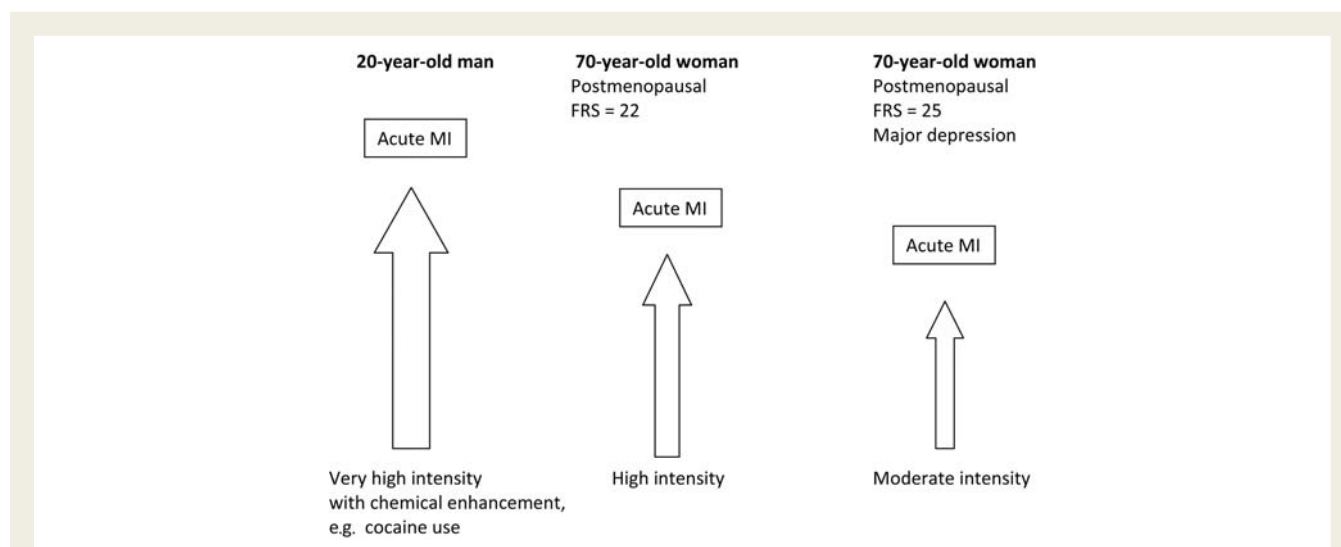 20-year-old man
Acute MI
Very high intensity
with chemical enhancement,
e.g. cocaine use
70-year-old woman
Postmenopausal
FRS = 22
Acute MI
High intensity
70-year-old woman
Postmenopausal
FRS = 25
Major depression
Acute MI
Moderate intensity